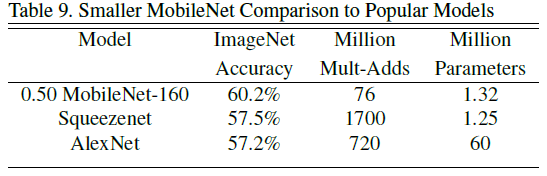 Table 9. Smaller MobileNet Comparison to Popular Models
Model ImageNet Million Million
Accuracy Mult-Adds Parameters
0.50 MobileNet-160 60.2% 76 1.32
Squeezenet 57.5% 1700 1.25
AlexNet 57.2% 720 60